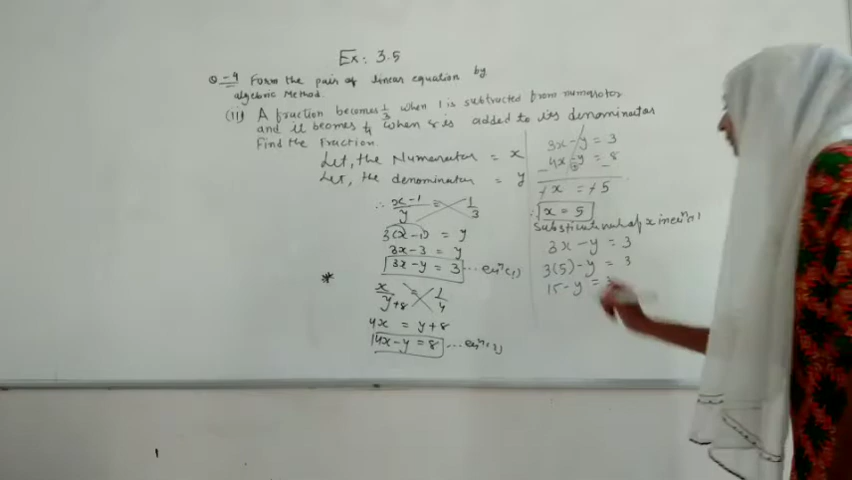 Ex: 3.5
Q-4 Form the pair of linear equation by
algebric Method.
(ii) A fraction becomes 1/3 when 1 is subtracted from numerator
and it becomes 1/4 when 8 is added to its denominator
Find the Fraction.
Let, the Numerator = x
Let, the denominator = y
∴ x-1/y = 1/3
3(x-1) = y
3x-3 = y
3x-y = 3 ... eqⁿ(1)
* x/y+8 = 1/4
4x = y+8
4x-y = 8 ... eqⁿ(2)
3x-y = 3
4x-y = 8
-x = -5
∴ x = 5
Substitute of x in eqⁿ 1
3x-y = 3
3(5)-y = 3
15-y =